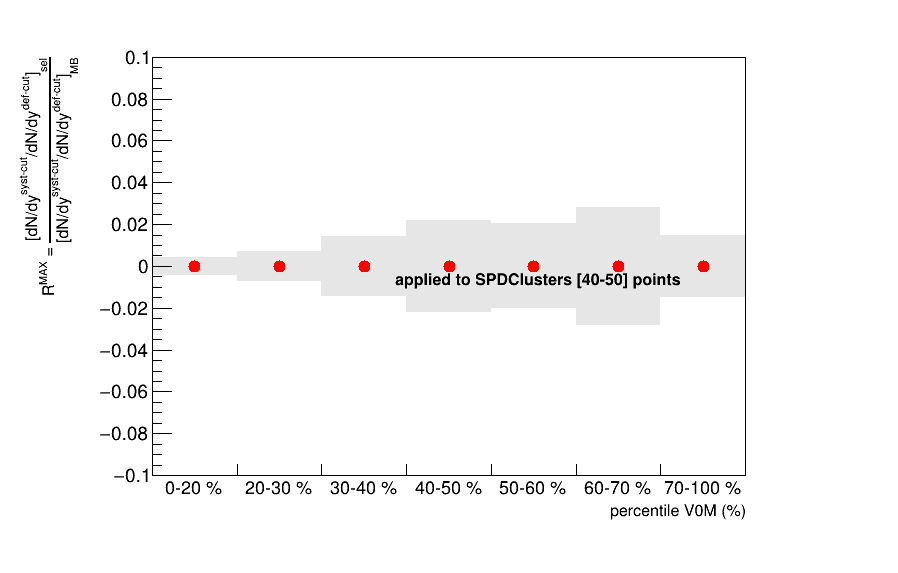 R^MAX = [dN/dy^syst-cut/dN/dy^def-cut]_sel
[dN/dy^syst-cut/dN/dy^def-cut]_MB
0.1
0.08
0.06
0.04
0.02
0
−0.02
−0.04
−0.06
−0.08
−0.1
applied to SPDClusters [40-50] points
0-20 % 20-30 % 30-40 % 40-50 % 50-60 % 60-70 % 70-100 %
percentile V0M (%)